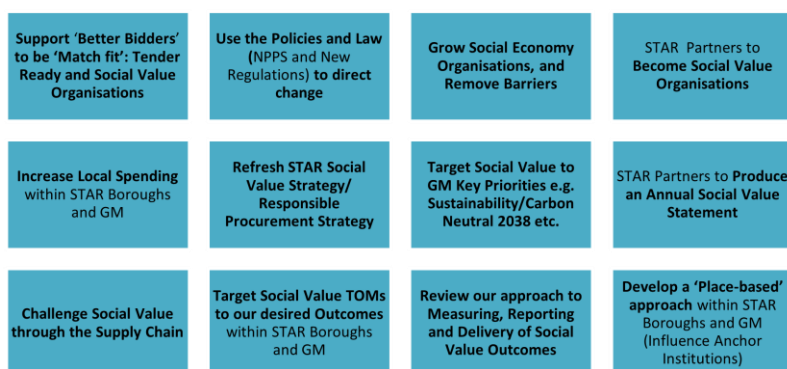 Support ‘Better Bidders’
to be ‘Match fit’: Tender
Ready and Social Value
Organisations
Use the Policies and Law
(NPPS and New
Regulations) to direct
change
Grow Social Economy
Organisations, and
Remove Barriers
STAR Partners to
Become Social Value
Organisations
Increase Local Spending
within STAR Boroughs
and GM
Refresh STAR Social
Value Strategy/
Responsible
Procurement Strategy
Target Social Value to
GM Key Priorities e.g.
Sustainability/Carbon
Neutral 2038 etc.
STAR Partners to Produce
an Annual Social Value
Statement
Challenge Social Value
through the Supply Chain
Target Social Value TOMs
to our desired Outcomes
within STAR Boroughs
and GM
Review our approach to
Measuring, Reporting
and Delivery of Social
Value Outcomes
Develop a ‘Place-based’
approach within STAR
Boroughs and GM
(Influence Anchor
Institutions)